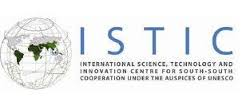 ISTIC
INTERNATIONAL SCIENCE, TECHNOLOGY AND
INNOVATION CENTRE FOR SOUTH-SOUTH
COOPERATION UNDER THE AUSPICES OF UNESCO